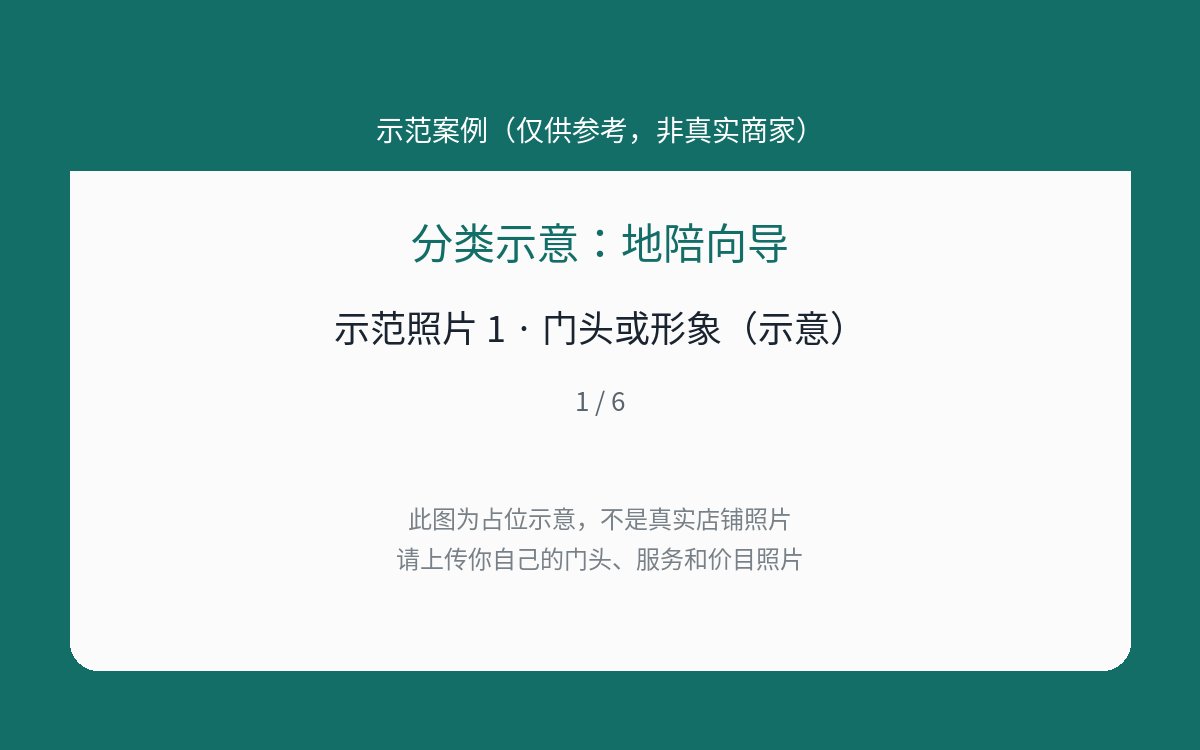 示范案例（仅供参考，非真实商家）
分类示意：地陪向导
示范照片 1 · 门头或形象（示意）
1 / 6
此图为占位示意，不是真实店铺照片
请上传你自己的门头、服务和价目照片